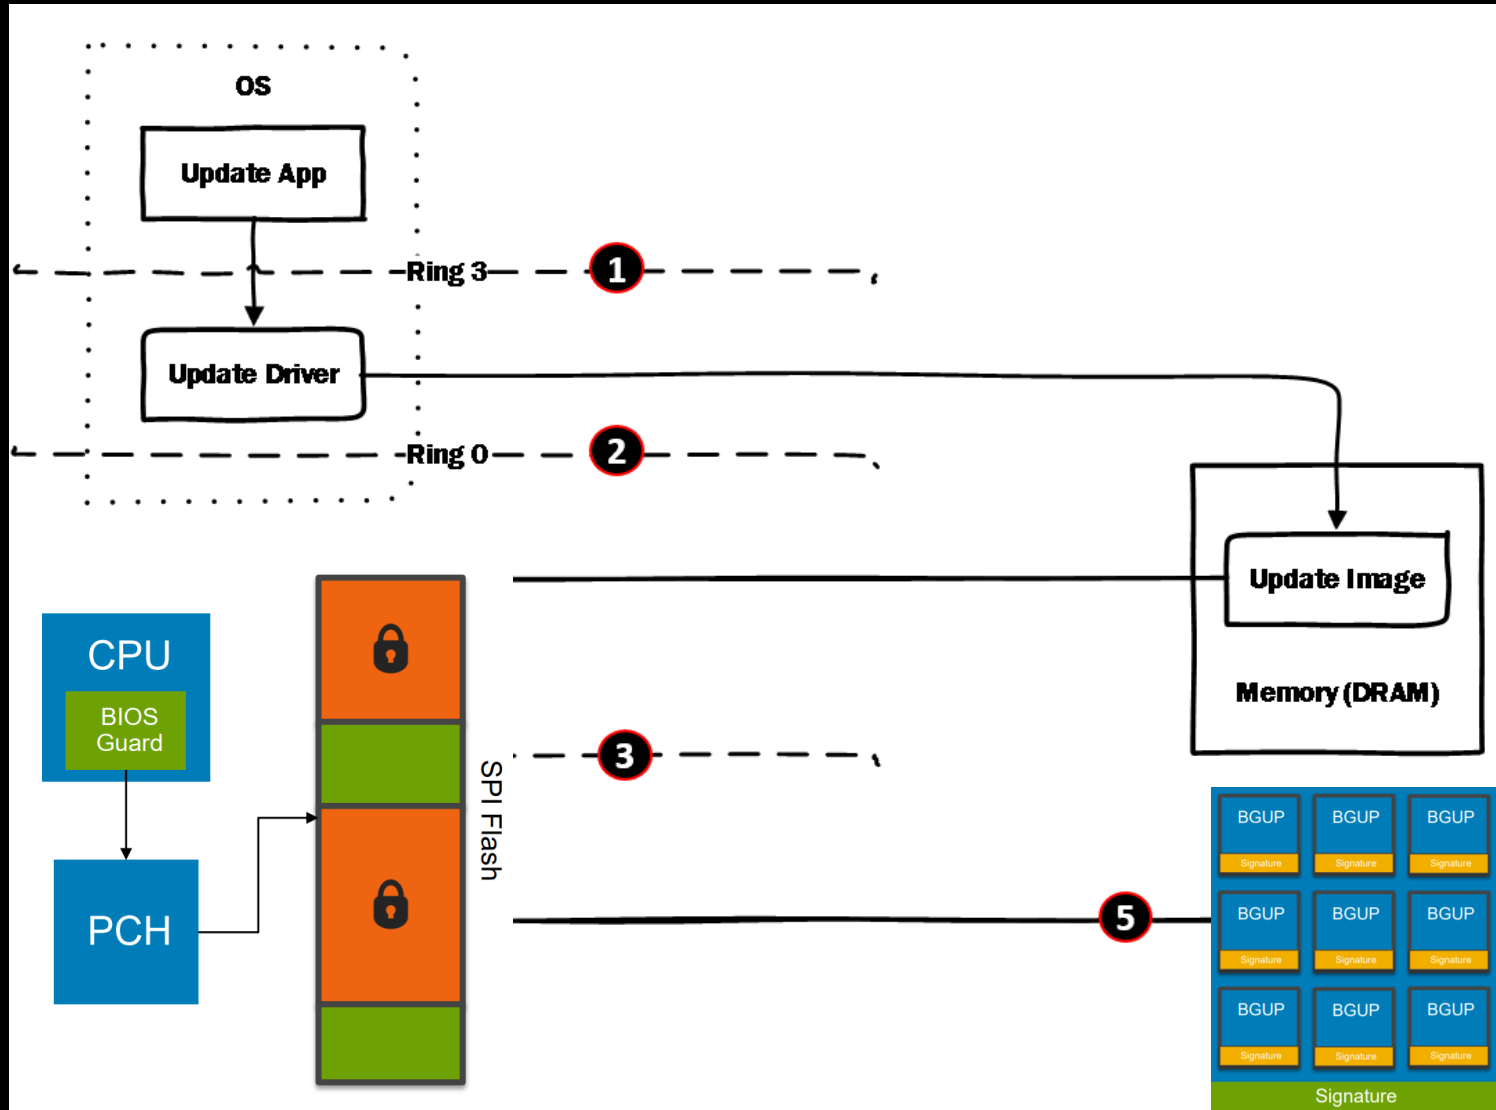 OS
Update App
Ring 3
1
Update Driver
Ring 0
2
Update Image
Memory (DRAM)
CPU
BIOS
Guard
PCH
SPI Flash
3
5
BGUP
BGUP
BGUP
Signature
Signature
Signature
BGUP
BGUP
BGUP
Signature
Signature
Signature
BGUP
BGUP
BGUP
Signature
Signature
Signature
Signature